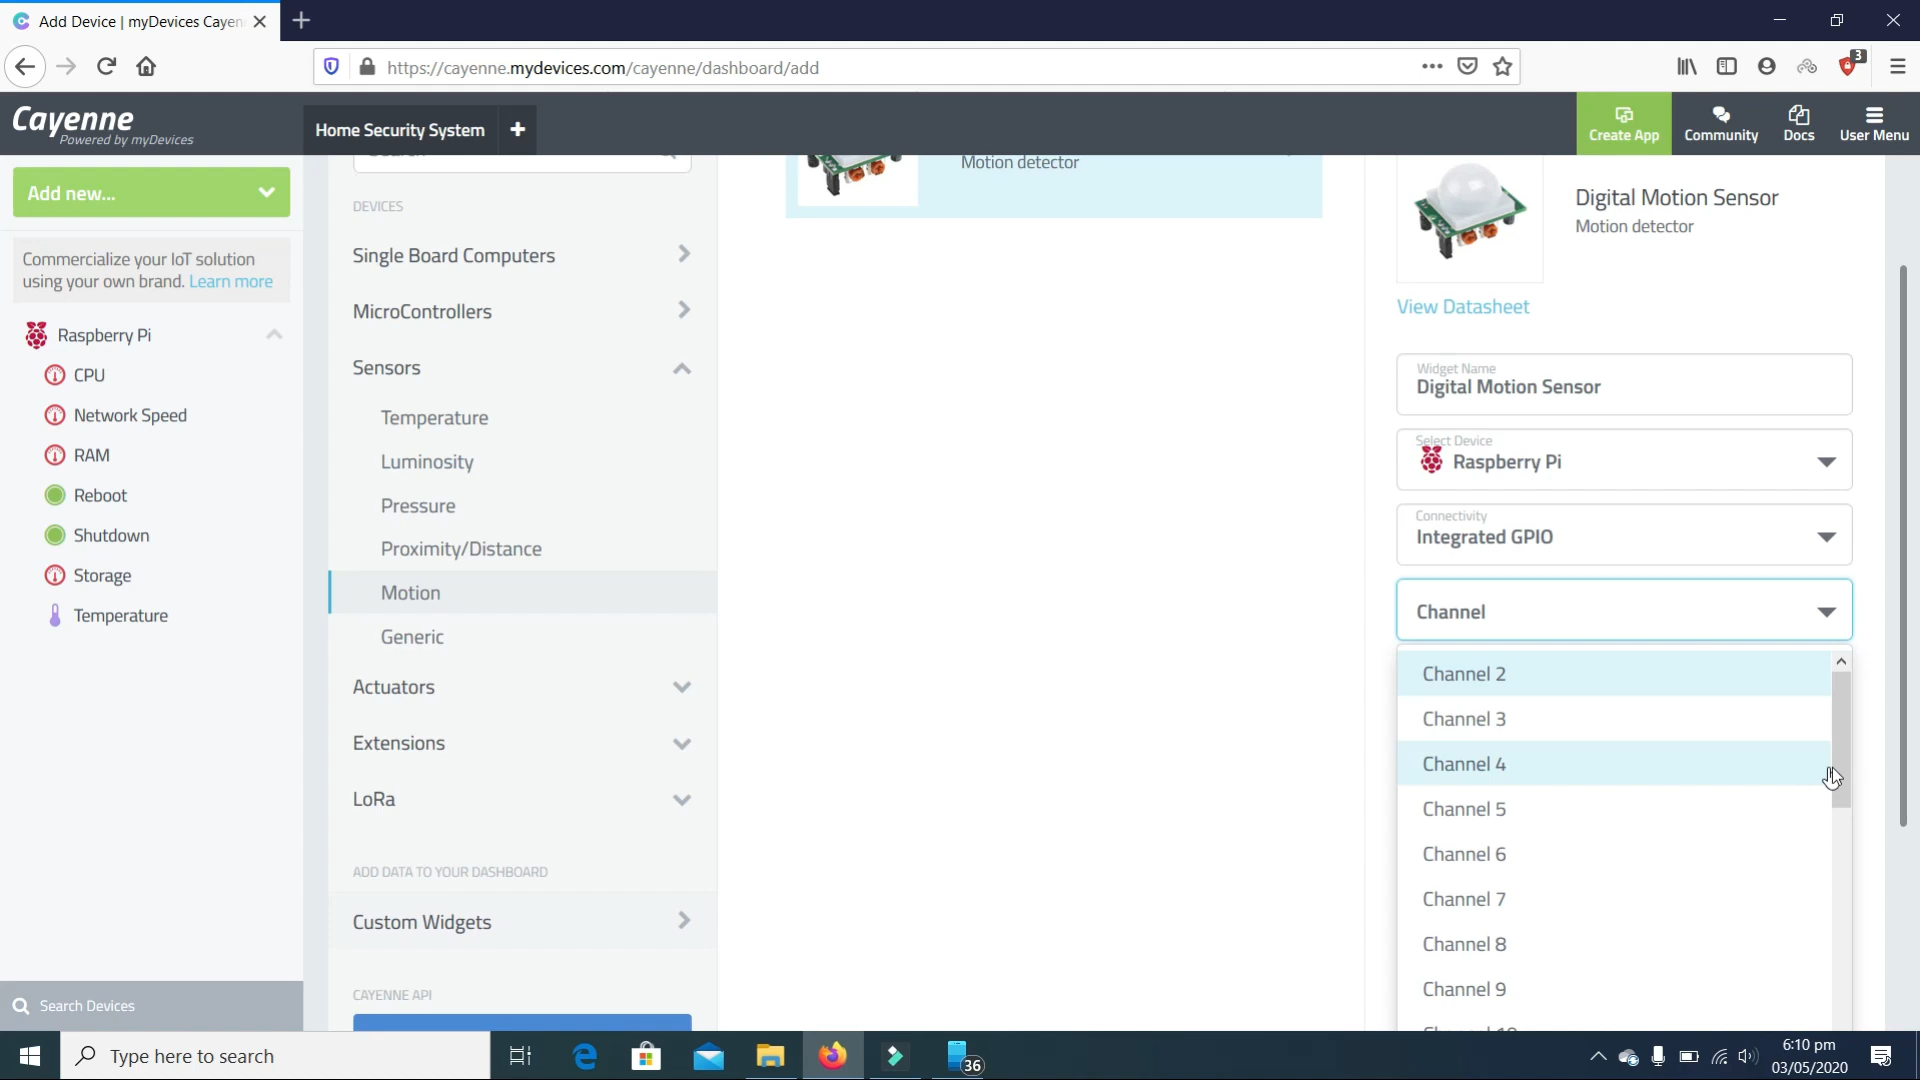 Add Device | myDevices Cayen
https://cayenne.mydevices.com/cayenne/dashboard/add
3
Cayenne
Powered by myDevices
Home Security System
Create App
Community
Docs
User Menu
Add new...
Commercialize your IoT solution
using your own brand. Learn more
Raspberry Pi
CPU
Network Speed
RAM
Reboot
Shutdown
Storage
Temperature
Search Devices
DEVICES
Single Board Computers
MicroControllers
Sensors
Temperature
Luminosity
Pressure
Proximity/Distance
Motion
Generic
Actuators
Extensions
LoRa
ADD DATA TO YOUR DASHBOARD
Custom Widgets
CAYENNE API
Motion detector
Digital Motion Sensor
Motion detector
View Datasheet
Widget Name
Digital Motion Sensor
Select Device
Raspberry Pi
Connectivity
Integrated GPIO
Channel
Channel 2
Channel 3
Channel 4
Channel 5
Channel 6
Channel 7
Channel 8
Channel 9
Type here to search
36
6:10 pm
03/05/2020